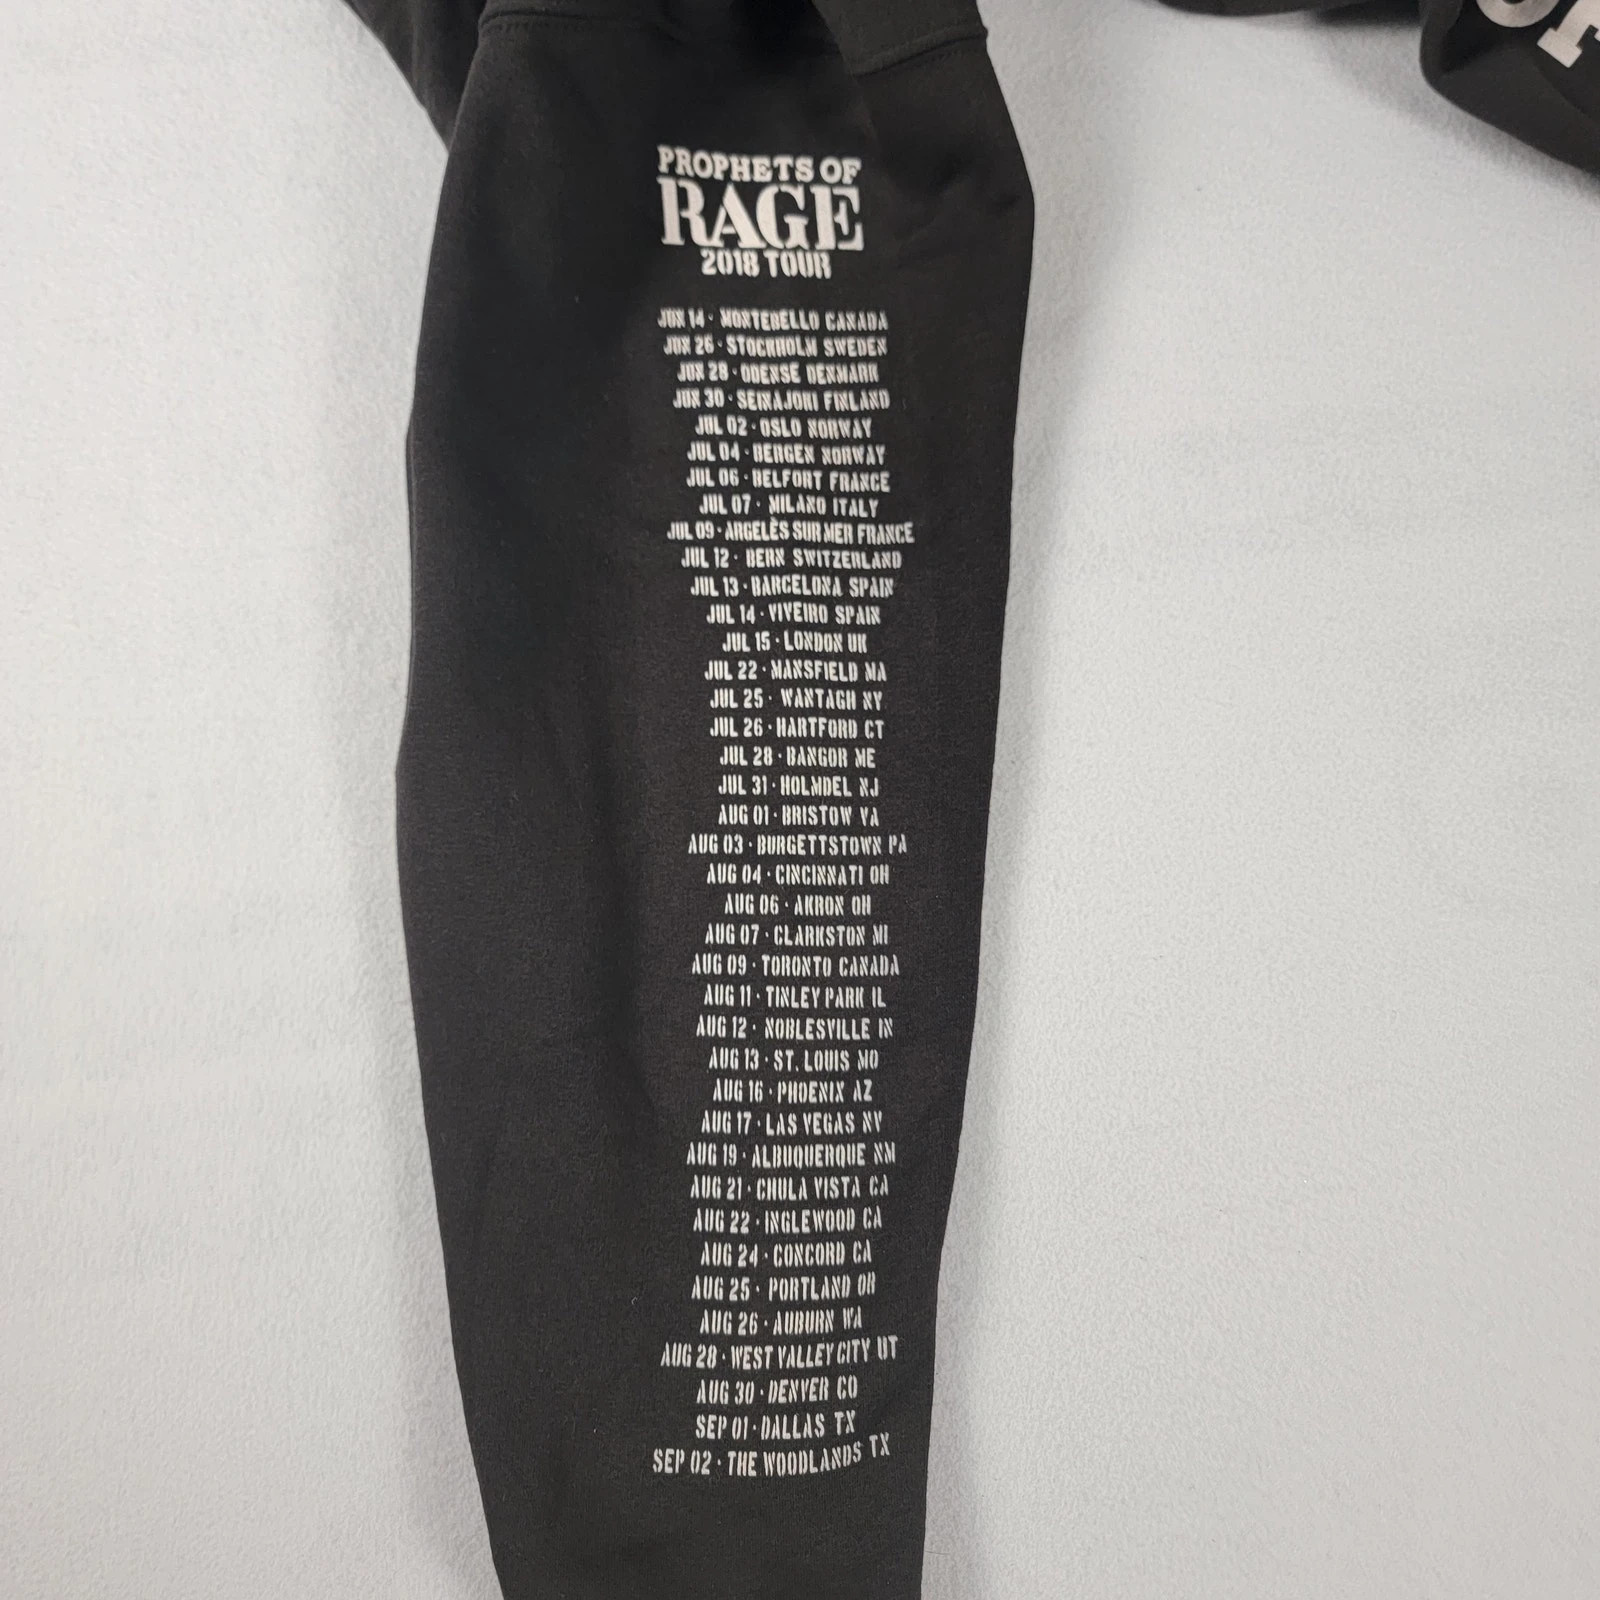 PROPHETS OF
RAGE
2018 TOUR
JUN 14 · MONTEBELLO CANADA
JUN 26 · STOCKHOLM SWEDEN
JUN 28 · ODENSE DENMARK
JUN 30 · SEINAJOKI FINLAND
JUL 02 · OSLO NORWAY
JUL 04 · BERGEN NORWAY
JUL 06 · BELFORT FRANCE
JUL 07 · MILANO ITALY
JUL 09 · ARGELÈS SUR MER FRANCE
JUL 12 · BERN SWITZERLAND
JUL 13 · BARCELONA SPAIN
JUL 14 · VIVEIRO SPAIN
JUL 15 · LONDON UK
JUL 22 · MANSFIELD MA
JUL 25 · WANTAGH NY
JUL 26 · HARTFORD CT
JUL 28 · BANGOR ME
JUL 31 · HOLMDEL NJ
AUG 01 · BRISTOW VA
AUG 03 · BURGETTSTOWN PA
AUG 04 · CINCINNATI OH
AUG 06 · AKRON OH
AUG 07 · CLARKSTON MI
AUG 09 · TORONTO CANADA
AUG 11 · TINLEY PARK IL
AUG 12 · NOBLESVILLE IN
AUG 13 · ST. LOUIS MO
AUG 16 · PHOENIX AZ
AUG 17 · LAS VEGAS NV
AUG 19 · ALBUQUERQUE NM
AUG 21 · CHULA VISTA CA
AUG 22 · INGLEWOOD CA
AUG 24 · CONCORD CA
AUG 25 · PORTLAND OR
AUG 26 · AUBURN WA
AUG 28 · WEST VALLEY CITY UT
AUG 30 · DENVER CO
SEP 01 · DALLAS TX
SEP 02 · THE WOODLANDS TX